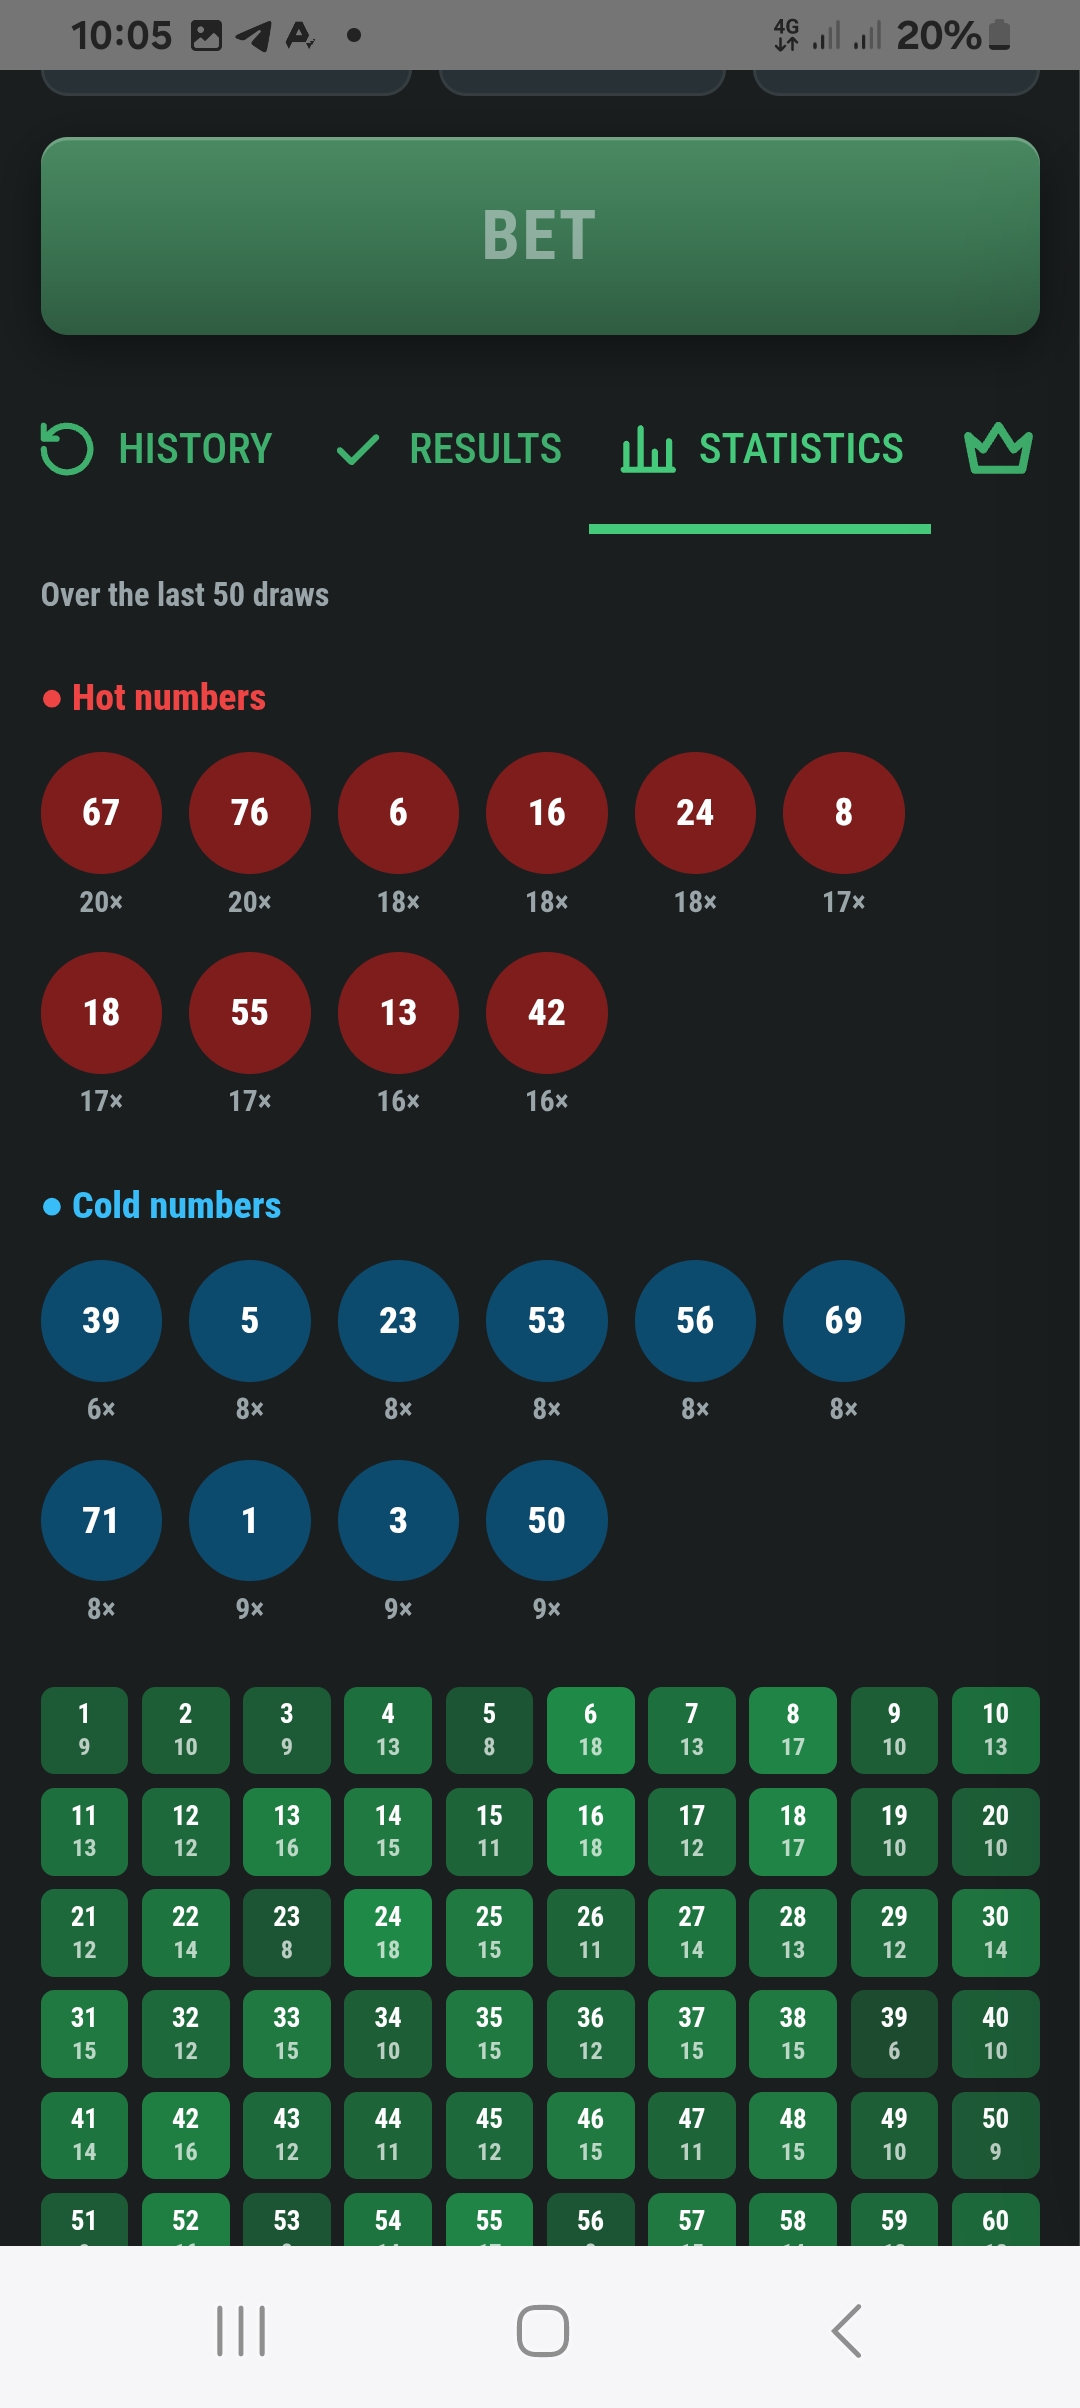 10:05 4G 20%
BET
HISTORY RESULTS STATISTICS
Over the last 50 draws
Hot numbers
67 76 6 16 24 8
20× 20× 18× 18× 18× 17×
18 55 13 42
17× 17× 16× 16×
Cold numbers
39 5 23 53 56 69
6× 8× 8× 8× 8× 8×
71 1 3 50
8× 9× 9× 9×
1 2 3 4 5 6 7 8 9 10
9 10 9 13 8 18 13 17 10 13
11 12 13 14 15 16 17 18 19 20
13 12 16 15 11 18 12 17 10 10
21 22 23 24 25 26 27 28 29 30
12 14 8 18 15 11 14 13 12 14
31 32 33 34 35 36 37 38 39 40
15 12 15 10 15 12 15 15 6 10
41 42 43 44 45 46 47 48 49 50
14 16 12 11 12 15 11 15 10 9
51 52 53 54 55 56 57 58 59 60